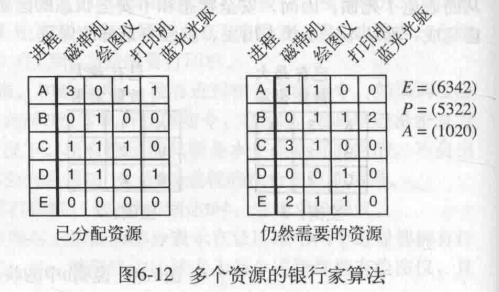 进程 磁带机 绘图仪 打印机 蓝光光驱
A 3 0 1 1
B 0 1 0 0
C 1 1 1 0
D 1 1 0 1
E 0 0 0 0
已分配资源
进程 磁带机 绘图仪 打印机 蓝光光驱
A 1 1 0 0
B 0 1 1 2
C 3 1 0 0
D 0 0 1 0
E 2 1 1 0
仍然需要的资源
E = (6342)
P = (5322)
A = (1020)
图6-12 多个资源的银行家算法